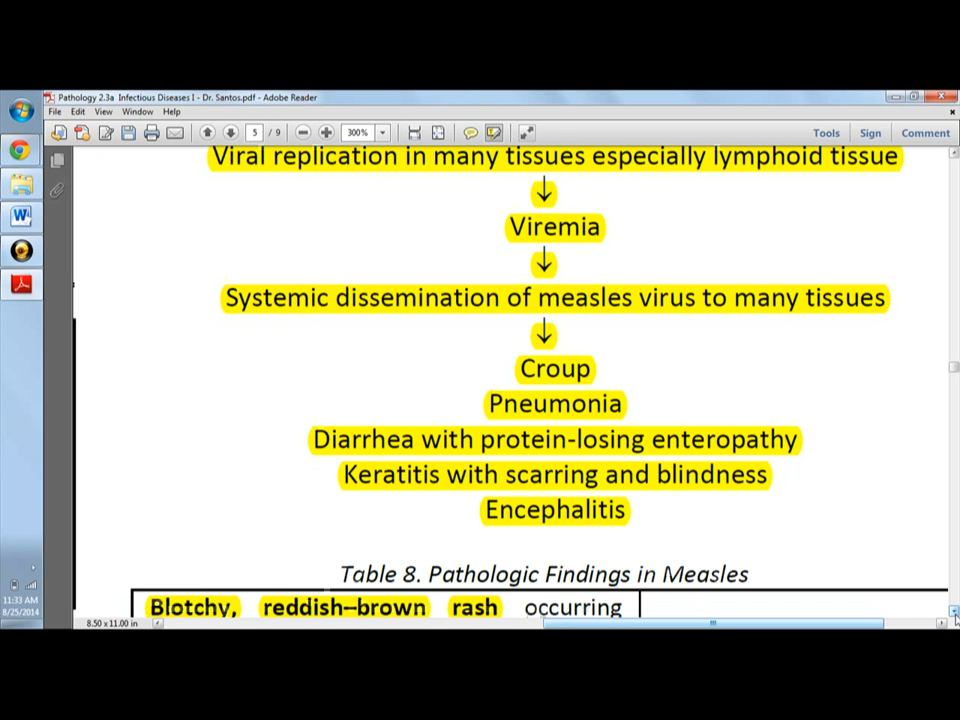 Pathology 2.3a Infectious Diseases I - Dr. Santos.pdf - Adobe Reader
File Edit View Window Help
5 / 9 300% Tools Sign Comment
Viral replication in many tissues especially lymphoid tissue
↓
Viremia
↓
Systemic dissemination of measles virus to many tissues
↓
Croup
Pneumonia
Diarrhea with protein-losing enteropathy
Keratitis with scarring and blindness
Encephalitis
Table 8. Pathologic Findings in Measles
Blotchy, reddish–brown rash occurring
11:33 AM
8/25/2014
8.50 x 11.00 in